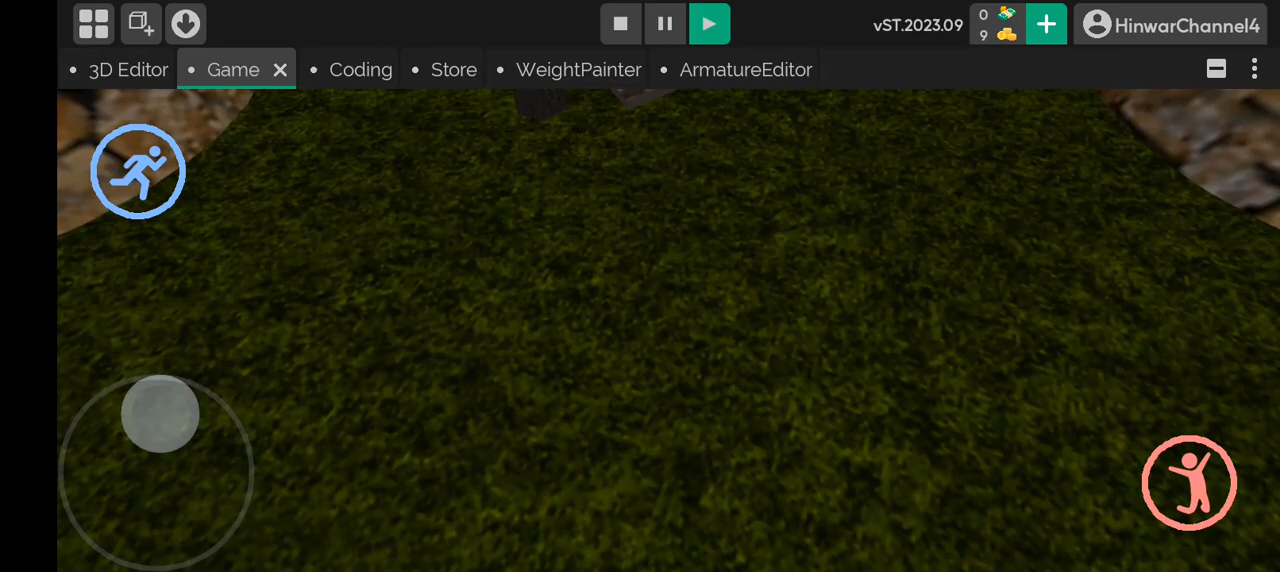 vST.2023.09
0
9
HinwarChannel4
3D Editor
Game
Coding
Store
WeightPainter
ArmatureEditor